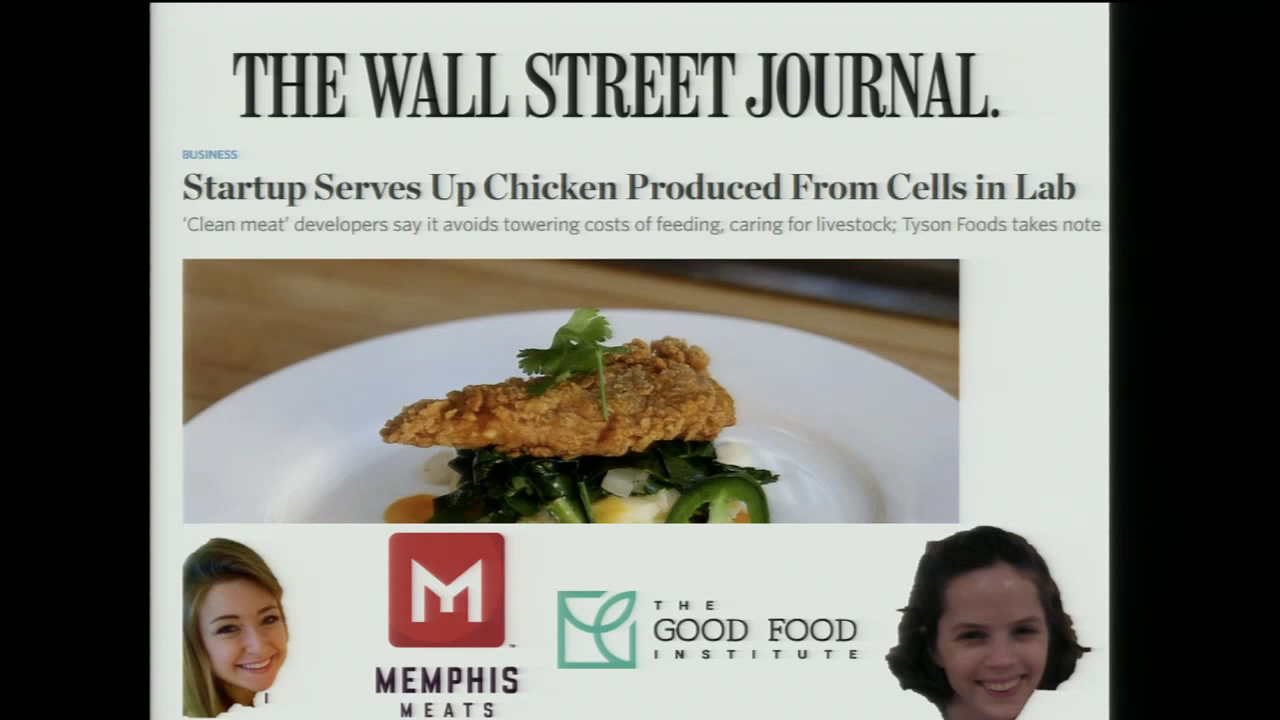 THE WALL STREET JOURNAL.
BUSINESS
Startup Serves Up Chicken Produced From Cells in Lab
‘Clean meat’ developers say it avoids towering costs of feeding, caring for livestock; Tyson Foods takes note
M
MEMPHIS
MEATS
THE
GOOD FOOD
INSTITUTE